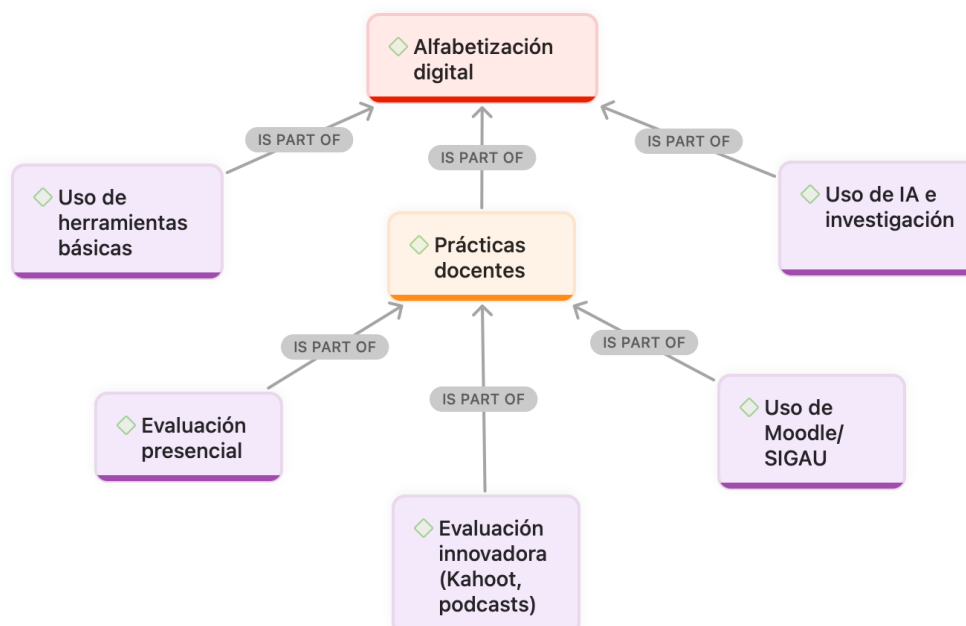 Alfabetización
digital
IS PART OF
IS PART OF
IS PART OF
Uso de
herramientas
básicas
Prácticas
docentes
Uso de IA e
investigación
IS PART OF
IS PART OF
IS PART OF
Evaluación
presencial
Uso de
Moodle/
SIGAU
Evaluación
innovadora
(Kahoot,
podcasts)